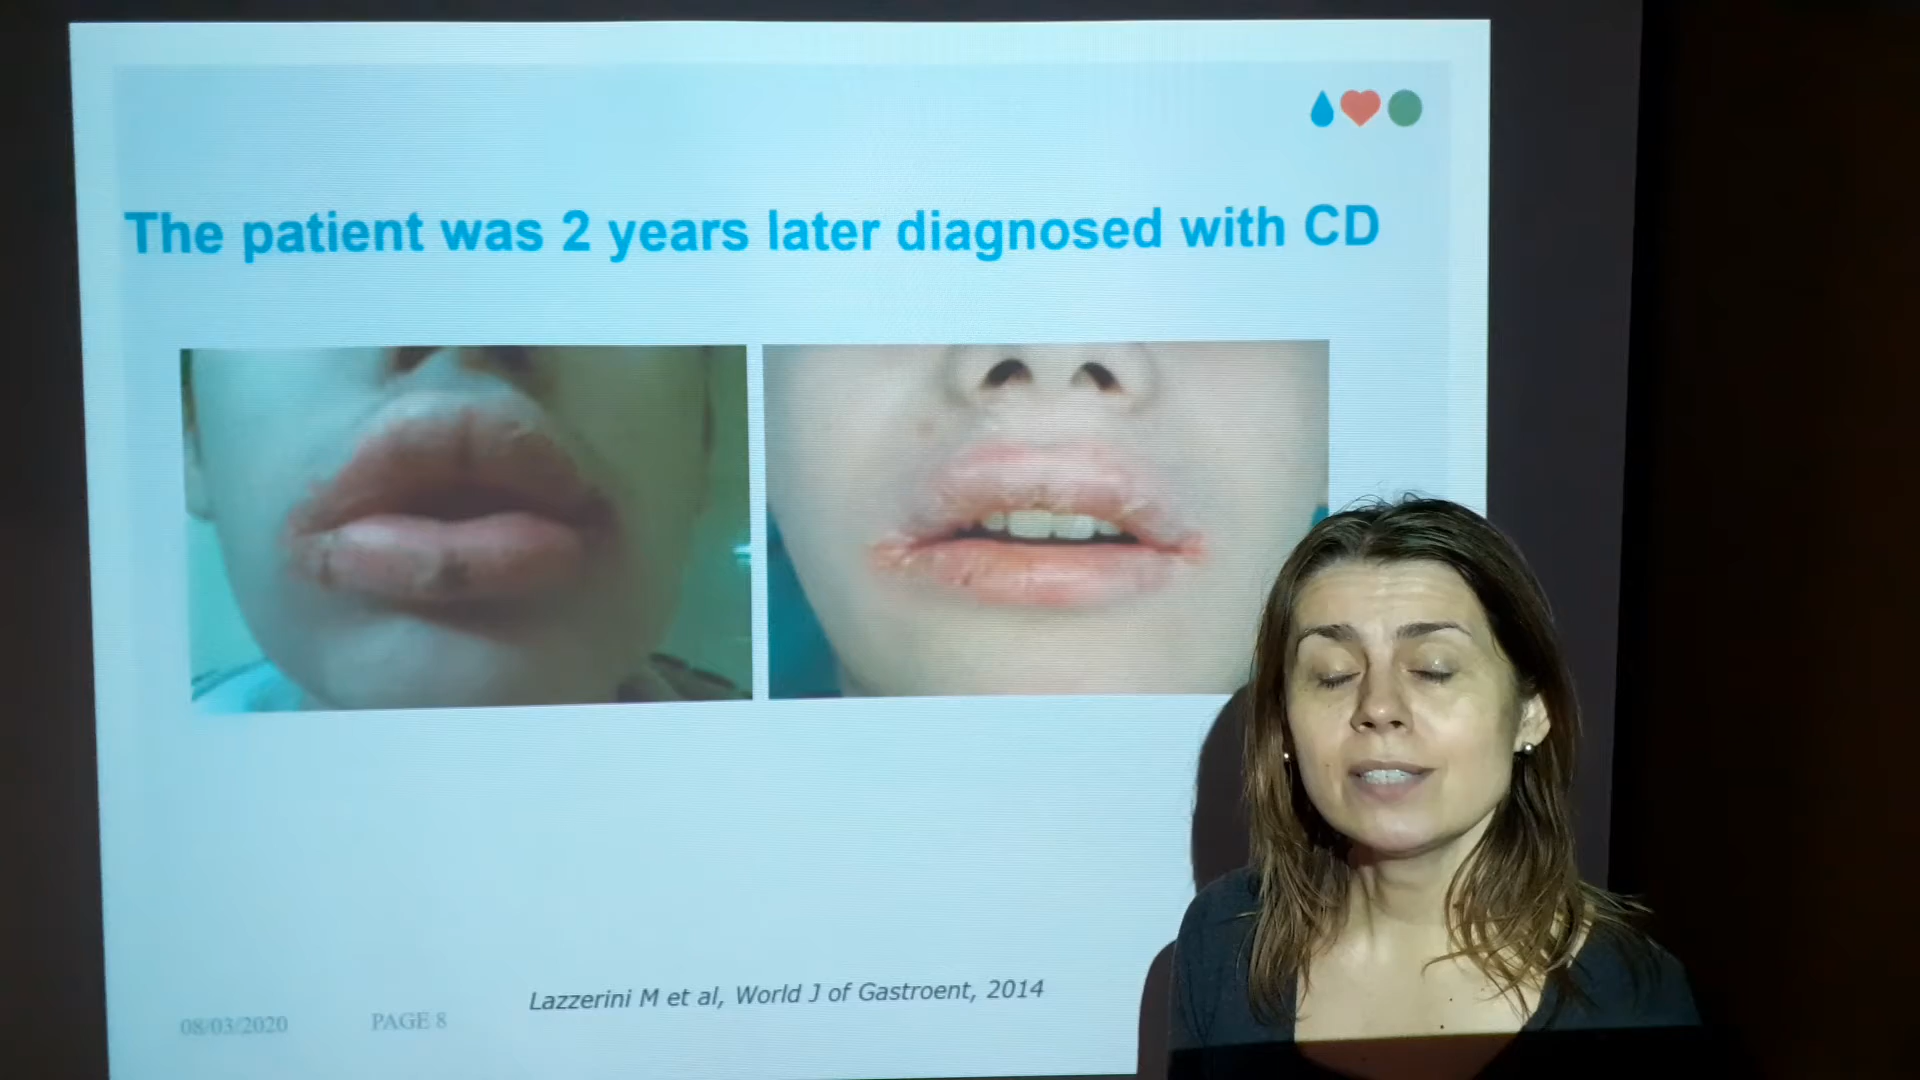 The patient was 2 years later diagnosed with CD
Lazzerini M et al, World J of Gastroent, 2014
08/03/2020
PAGE 8